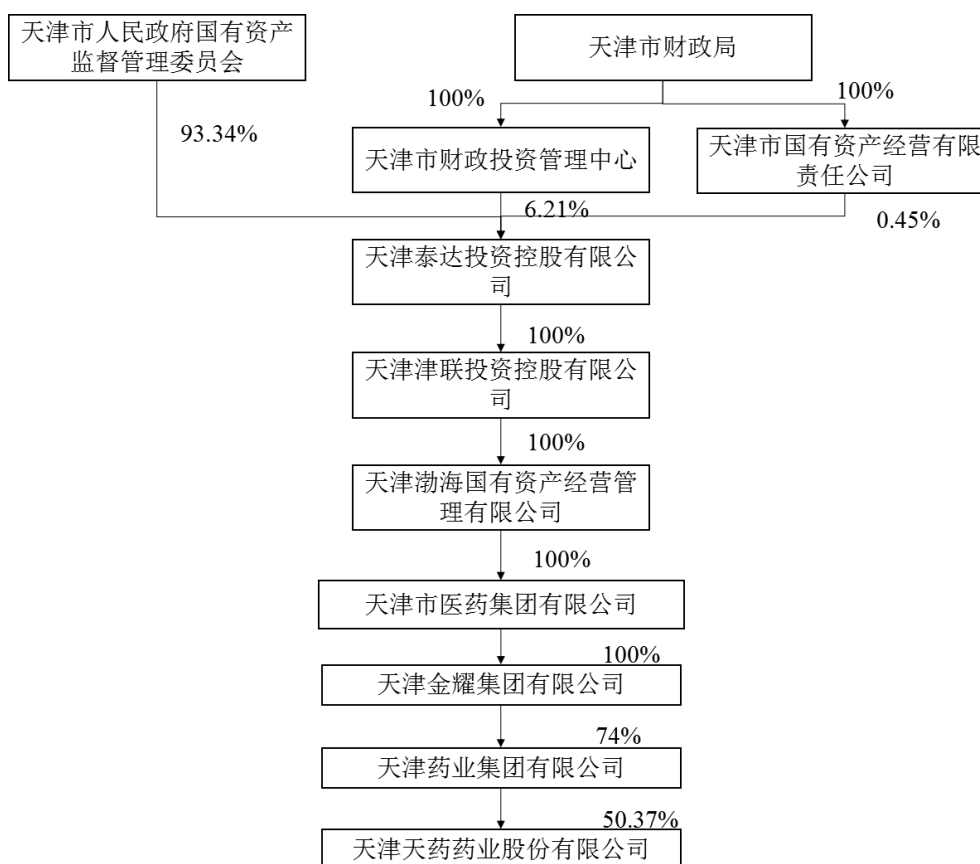 天津市人民政府国有资产
监督管理委员会
天津市财政局
100%
100%
93.34%
天津市财政投资管理中心
天津市国有资产经营有限
责任公司
6.21%
0.45%
天津泰达投资控股有限公
司
100%
天津津联投资控股有限公
司
100%
天津渤海国有资产经营管
理有限公司
100%
天津市医药集团有限公司
100%
天津金耀集团有限公司
74%
天津药业集团有限公司
50.37%
天津天药药业股份有限公司